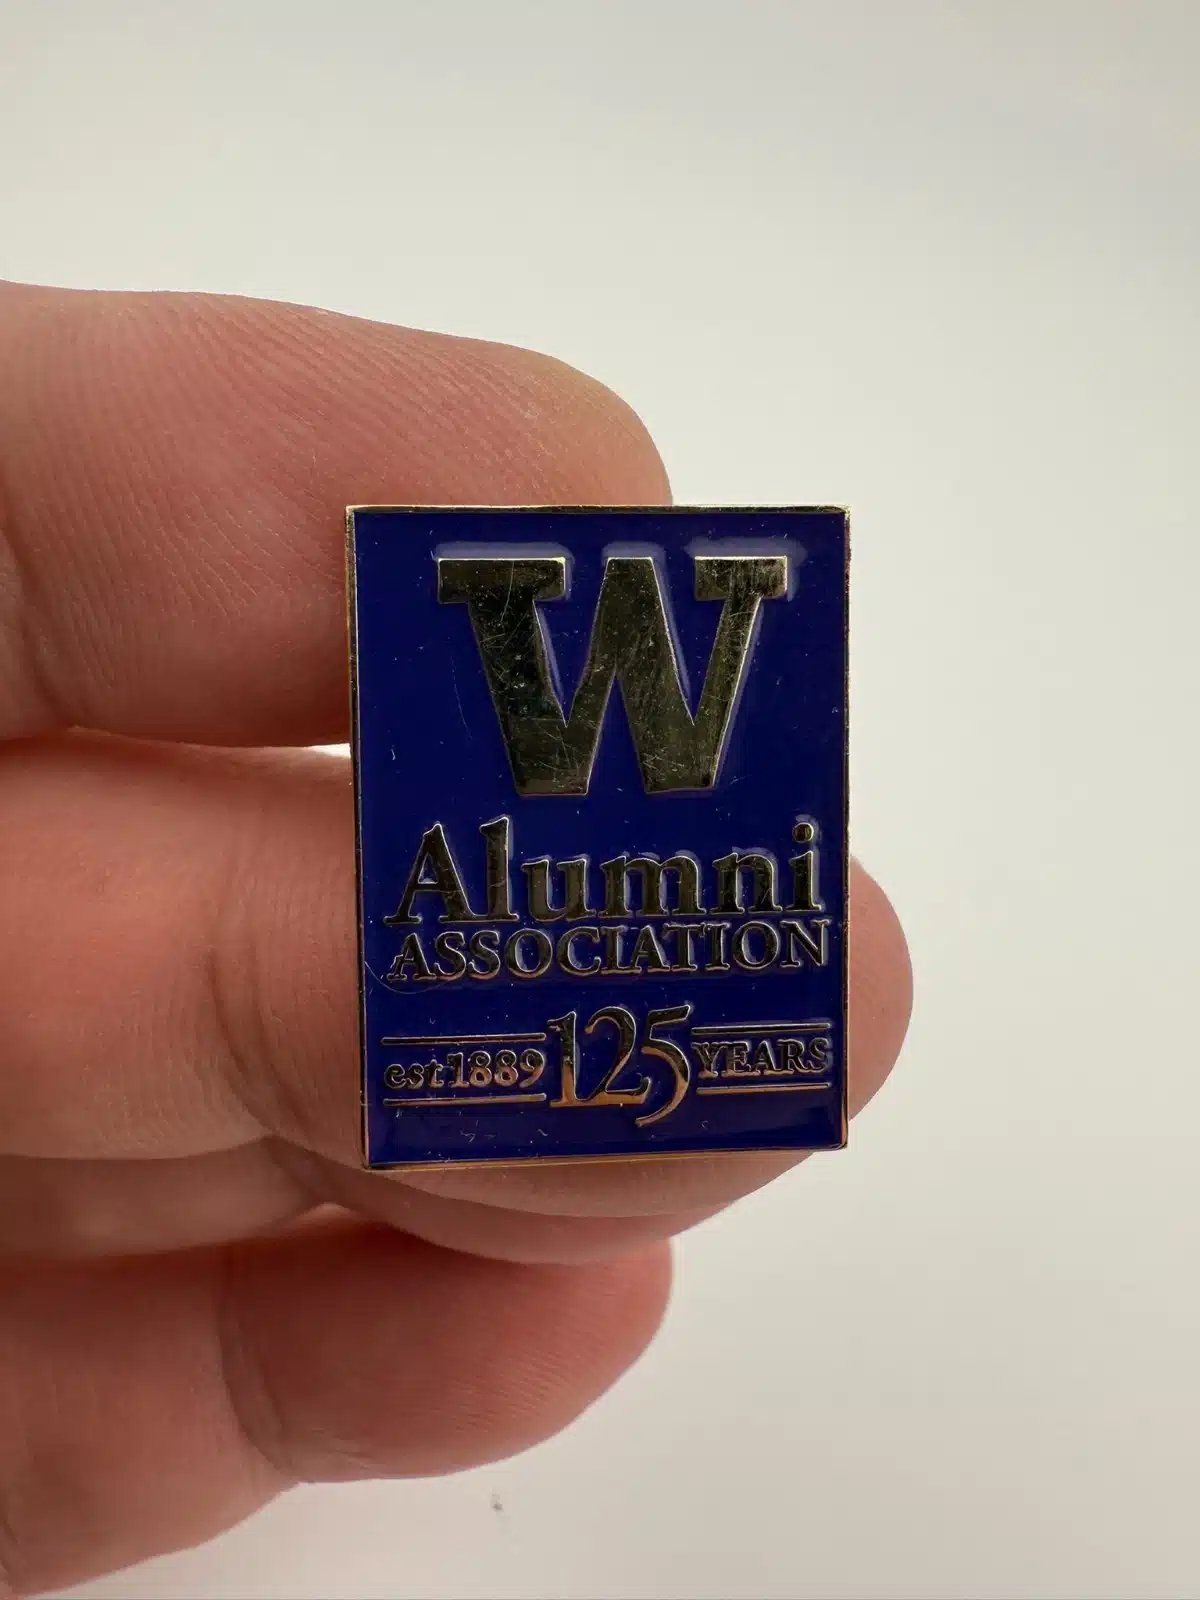 W
Alumni
ASSOCIATION
est 1889 125 YEARS